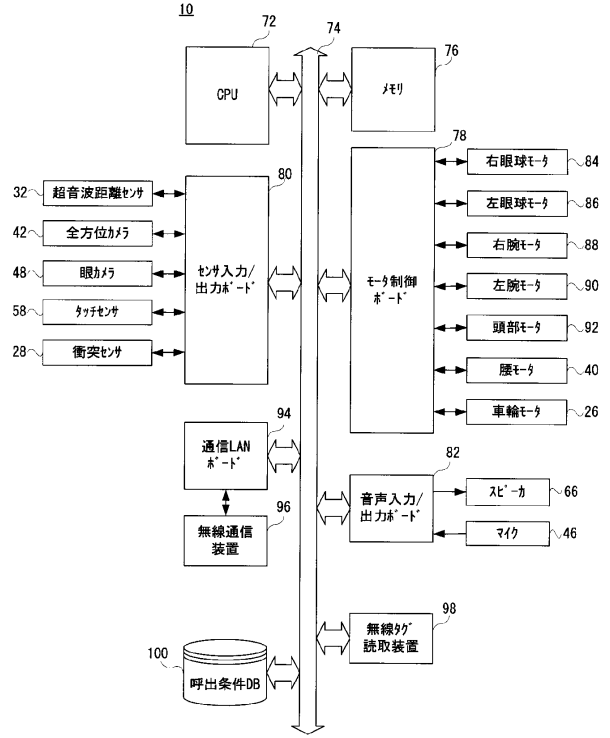 10
72
74
76
CPU
ﾒﾓﾘ
78
80
32
超音波距離ｾﾝｻ
42
全方位ｶﾒﾗ
48
眼ｶﾒﾗ
58
ﾀｯﾁｾﾝｻ
28
衝突ｾﾝｻ
ｾﾝｻ入力/
出力ﾎﾞｰﾄﾞ
ﾓｰﾀ制御
ﾎﾞｰﾄﾞ
右眼球ﾓｰﾀ
84
左眼球ﾓｰﾀ
86
右腕ﾓｰﾀ
88
左腕ﾓｰﾀ
90
頭部ﾓｰﾀ
92
腰ﾓｰﾀ
40
車輪ﾓｰﾀ
26
94
通信LAN
ﾎﾞｰﾄﾞ
96
無線通信
装置
82
音声入力/
出力ﾎﾞｰﾄﾞ
ｽﾋﾟｰｶ
66
ﾏｲｸ
46
98
無線ﾀｸﾞ
読取装置
100
呼出条件DB